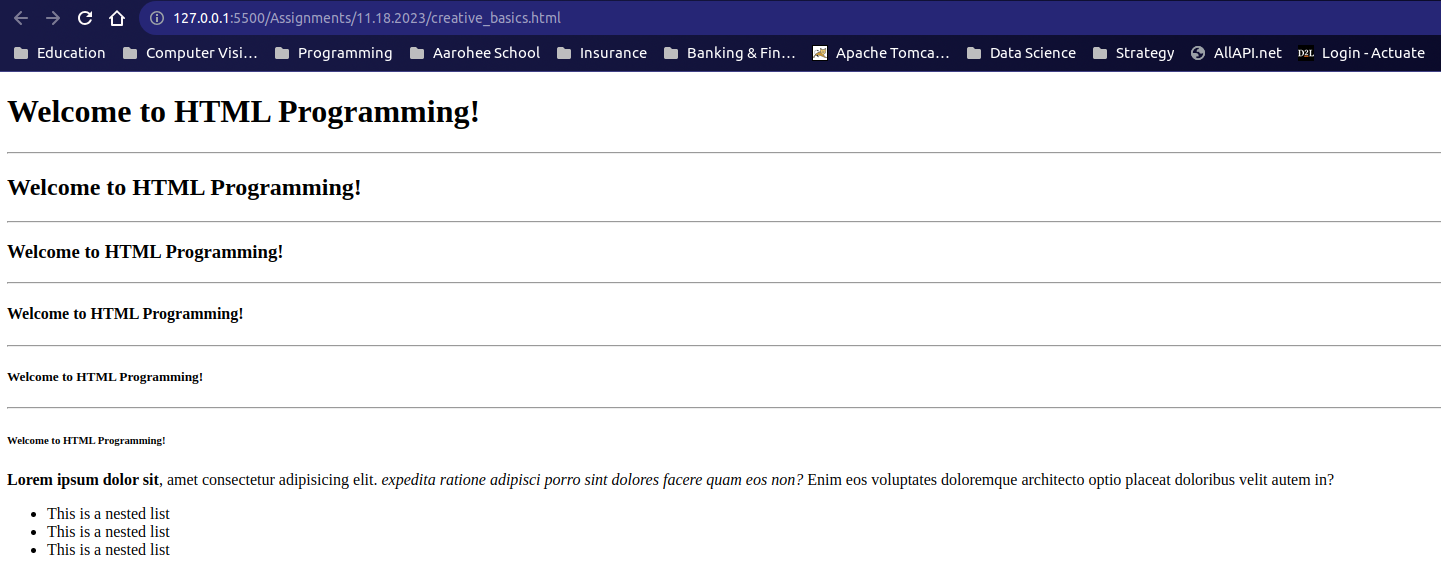 127.0.0.1:5500/Assignments/11.18.2023/creative_basics.html
Education Computer Visi… Programming Aarohee School Insurance Banking & Fin… Apache Tomca… Data Science Strategy AllAPI.net D2L Login - Actuate
Welcome to HTML Programming!
Welcome to HTML Programming!
Welcome to HTML Programming!
Welcome to HTML Programming!
Welcome to HTML Programming!
Welcome to HTML Programming!
Lorem ipsum dolor sit, amet consectetur adipisicing elit. expedita ratione adipisci porro sint dolores facere quam eos non? Enim eos voluptates doloremque architecto optio placeat doloribus velit autem in?
• This is a nested list
• This is a nested list
• This is a nested list